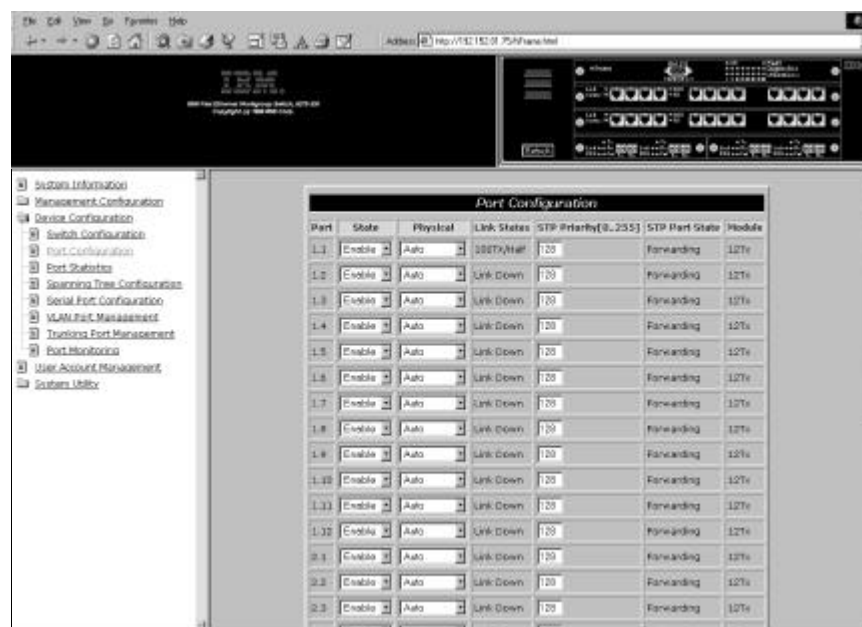 File Edit View Go Favorites Help
Address
IBM
Refresh
System Information
Management Configuration
Device Configuration
Switch Configuration
Port Configuration
Port Statistics
Spanning Tree Configuration
Serial Port Configuration
VLAN Port Management
Trunking Port Management
Port Monitoring
User Account Management
System Utility
Port Configuration
Port State Physical Link Status STP Priority[0..255] STP Port State Module
1.1 Enable Auto 100TX/Half 128 Forwarding 12Tx
1.2 Enable Auto Link Down 128 Forwarding 12Tx
1.3 Enable Auto Link Down 128 Forwarding 12Tx
1.4 Enable Auto Link Down 128 Forwarding 12Tx
1.5 Enable Auto Link Down 128 Forwarding 12Tx
1.6 Enable Auto Link Down 128 Forwarding 12Tx
1.7 Enable Auto Link Down 128 Forwarding 12Tx
1.8 Enable Auto Link Down 128 Forwarding 12Tx
1.9 Enable Auto Link Down 128 Forwarding 12Tx
1.10 Enable Auto Link Down 128 Forwarding 12Tx
1.11 Enable Auto Link Down 128 Forwarding 12Tx
1.12 Enable Auto Link Down 128 Forwarding 12Tx
2.1 Enable Auto Link Down 128 Forwarding 12Tx
2.2 Enable Auto Link Down 128 Forwarding 12Tx
2.3 Enable Auto Link Down 128 Forwarding 12Tx